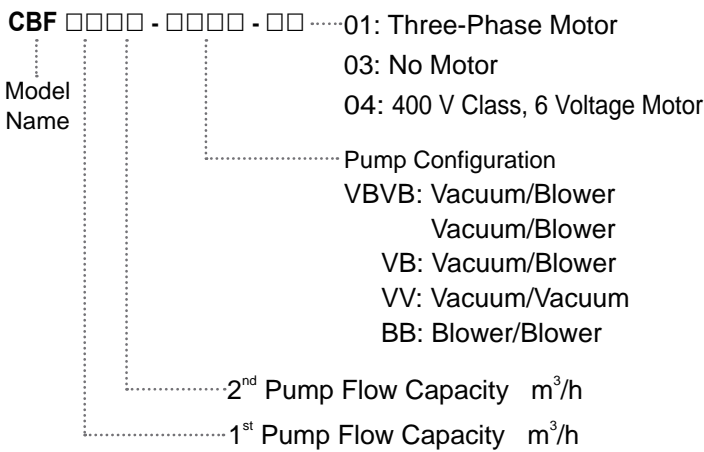 CBF □□□□ - □□□□ - □□ 01: Three-Phase Motor
03: No Motor
04: 400 V Class, 6 Voltage Motor
Model
Name
Pump Configuration
VBVB: Vacuum/Blower
Vacuum/Blower
VB: Vacuum/Blower
VV: Vacuum/Vacuum
BB: Blower/Blower
2nd Pump Flow Capacity m³/h
1st Pump Flow Capacity m³/h